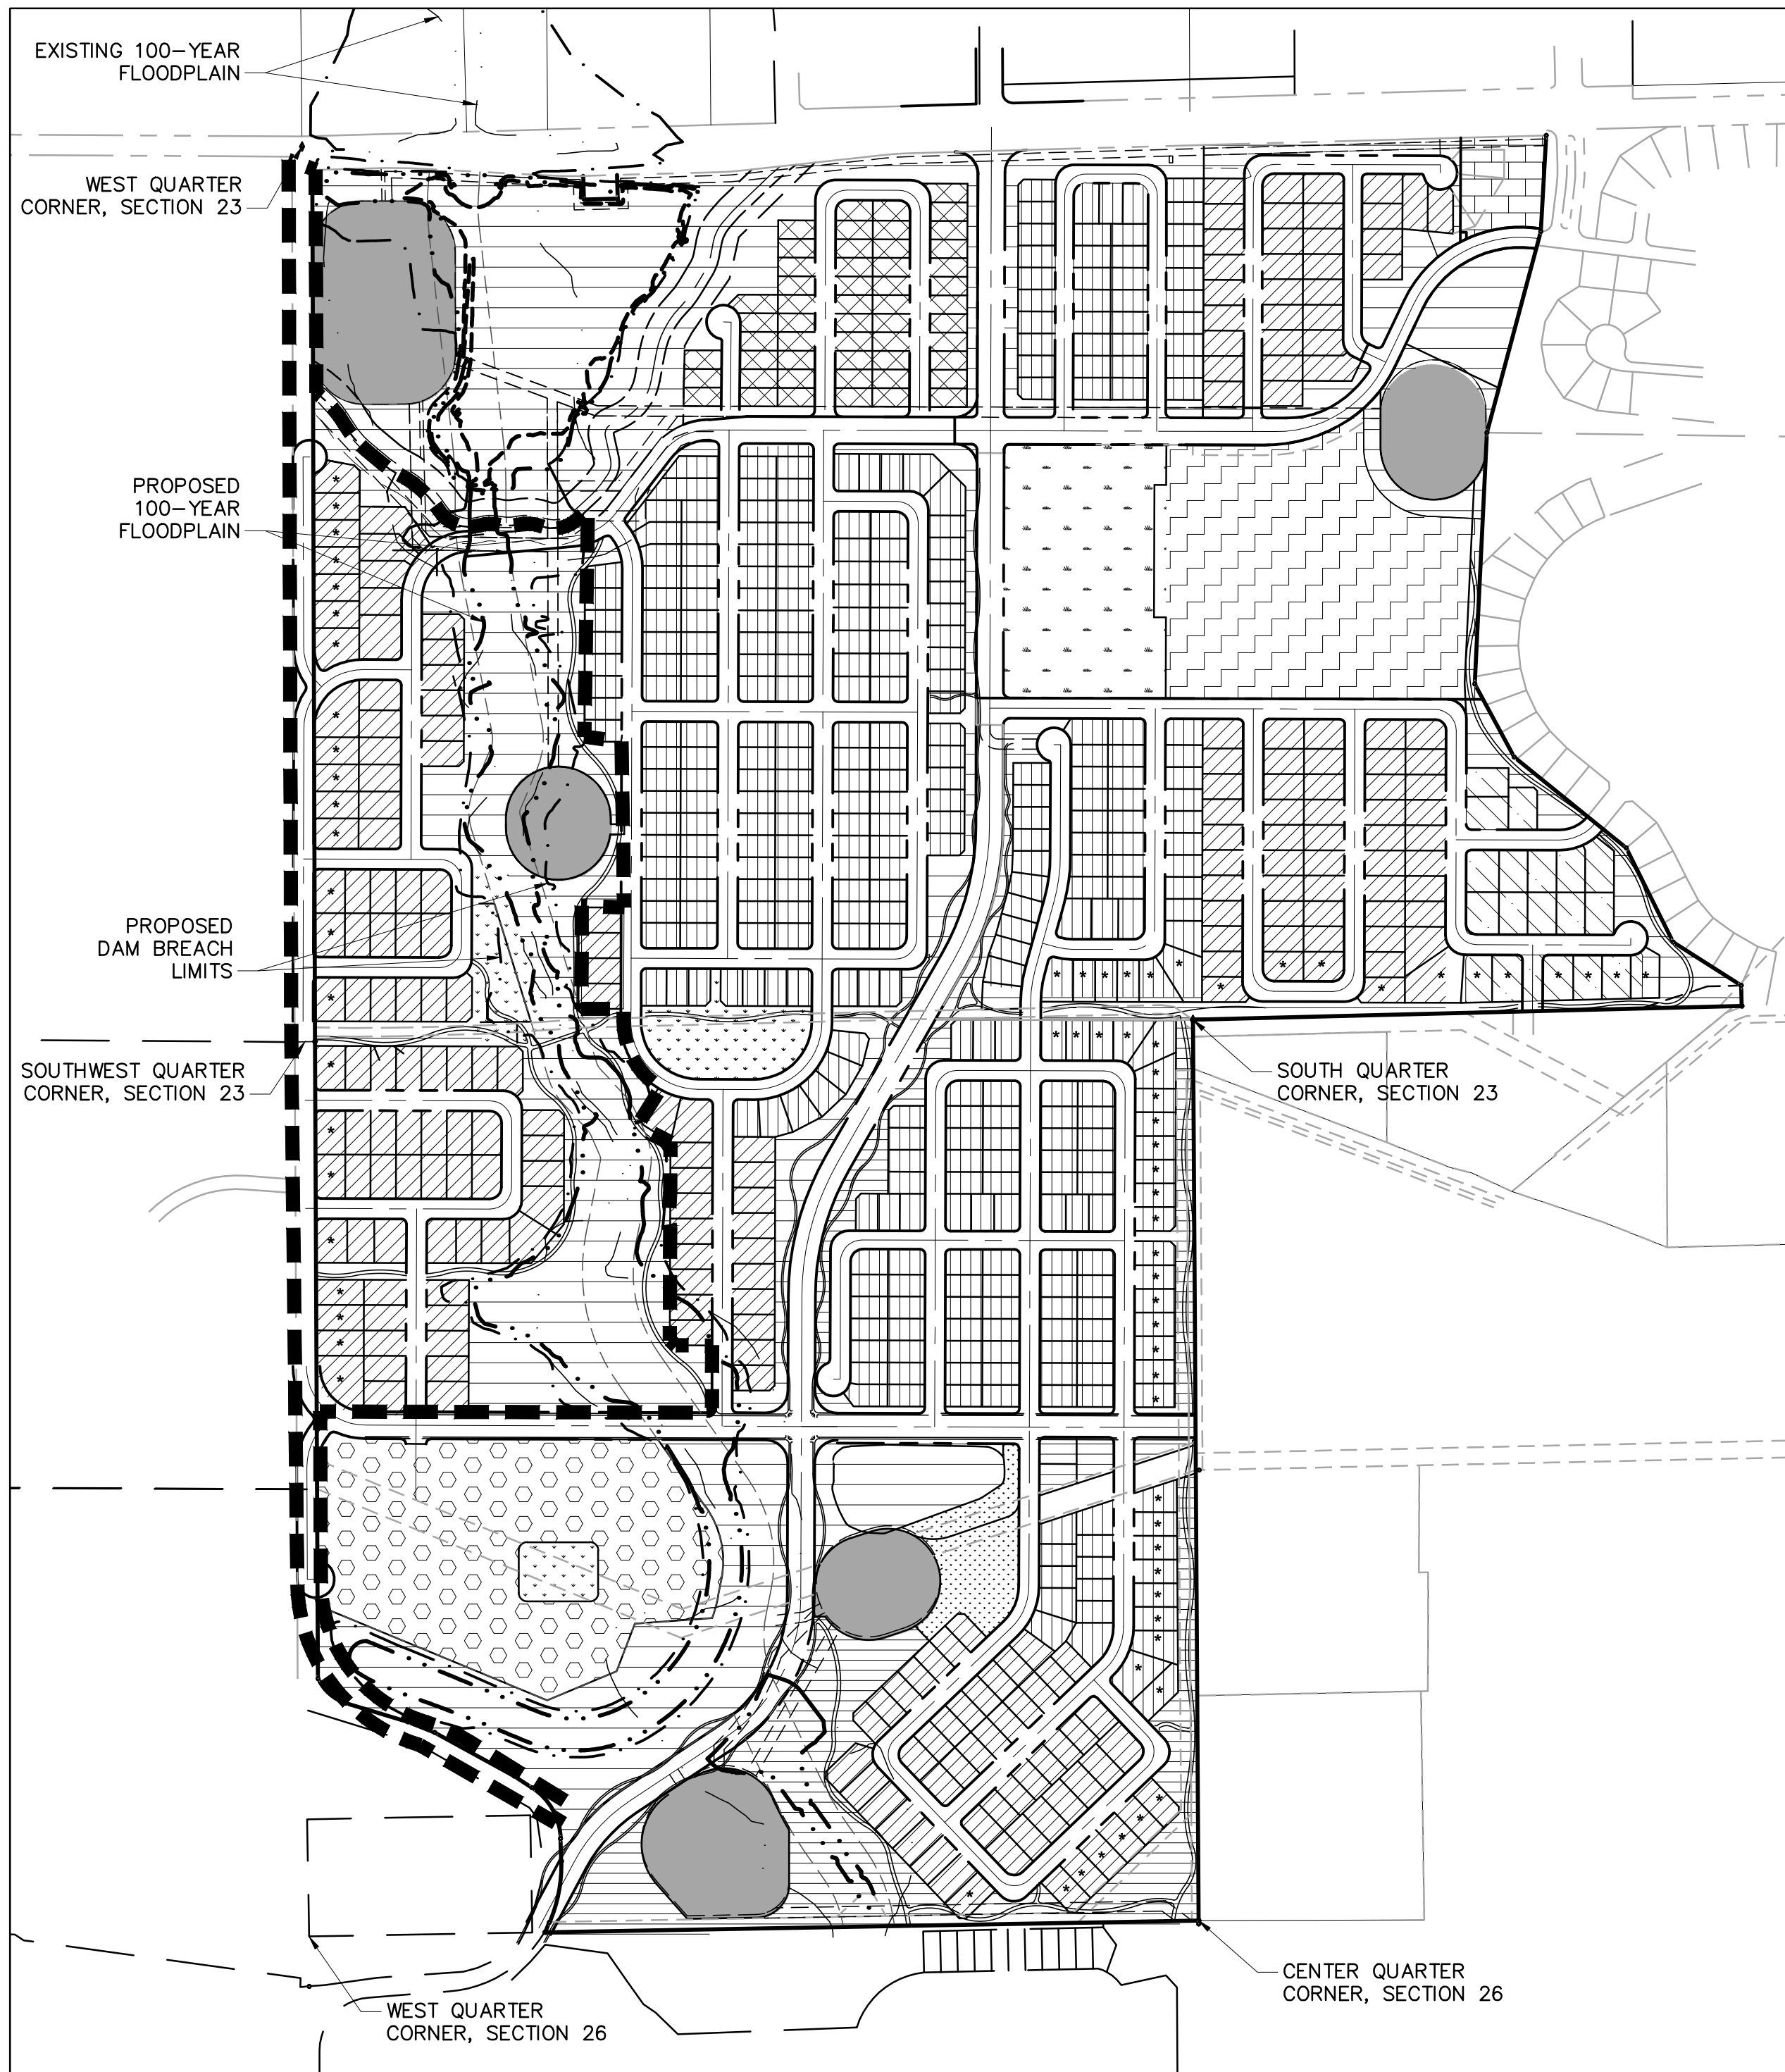 EXISTING 100-YEAR
FLOODPLAIN
WEST QUARTER
CORNER, SECTION 23
PROPOSED
100-YEAR
FLOODPLAIN
PROPOSED
DAM BREACH
LIMITS
SOUTHWEST QUARTER
CORNER, SECTION 23
SOUTH QUARTER
CORNER, SECTION 23
CENTER QUARTER
CORNER, SECTION 26
WEST QUARTER
CORNER, SECTION 26